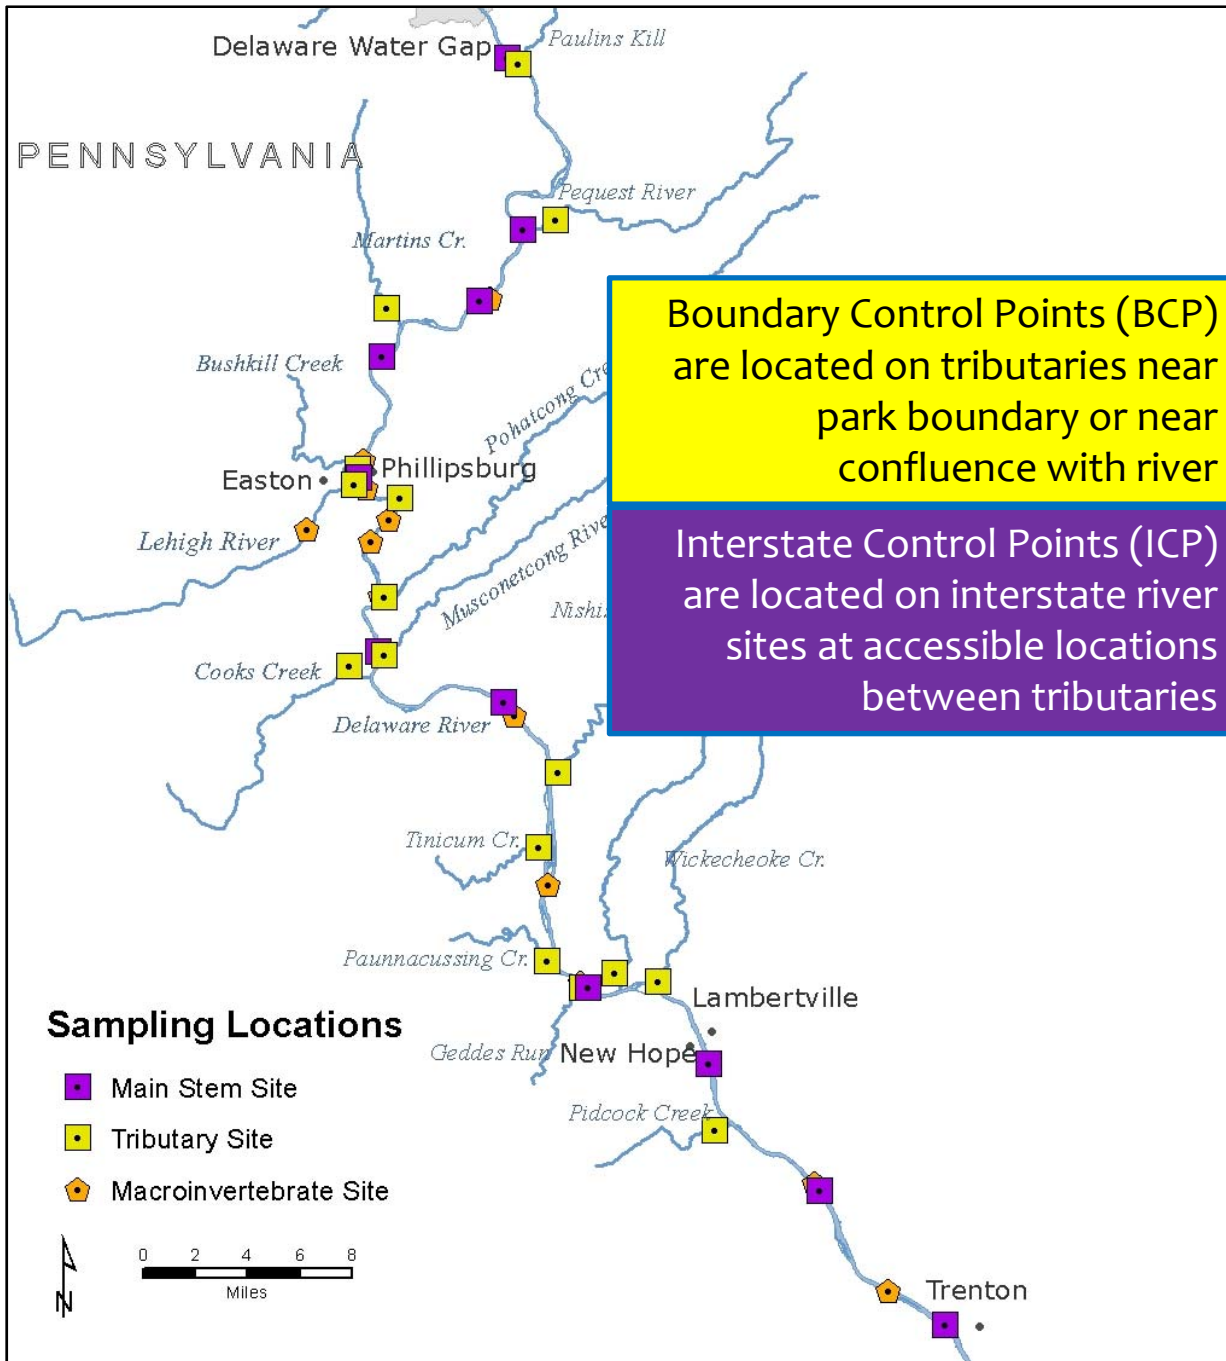 Delaware Water Gap
Paulins Kill
PENNSYLVANIA
Pequest River
Martins Cr.
Boundary Control Points (BCP)
are located on tributaries near
park boundary or near
confluence with river
Bushkill Creek
Pohatcong
Easton
Phillipsburg
Lehigh River
Interstate Control Points (ICP)
are located on interstate river
sites at accessible locations
between tributaries
Musconetcong
Cooks Creek
Delaware River
Tinicum Cr.
Wickecheoke Cr.
Paunnacussing Cr.
Lambertville
Geddes Run
New Hope
Pidcock Creek
Trenton
Sampling Locations
Main Stem Site
Tributary Site
Macroinvertebrate Site
0 2 4 6 8
Miles
N